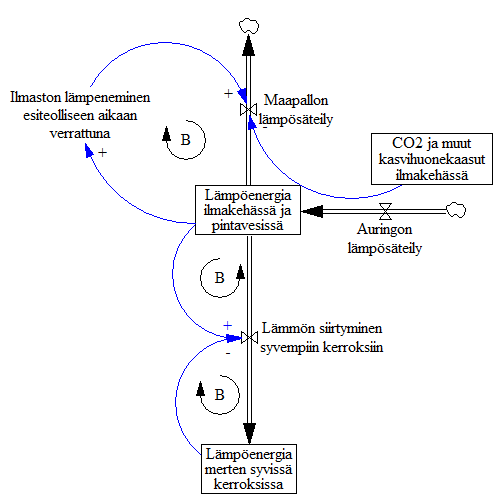 Ilmaston lämpeneminen
esiteolliseen aikaan
verrattuna
+
+
B
Maapallon
lämpösäteily
-
CO2 ja muut
kasvihuonekaasut
ilmakehässä
Lämpöenergia
ilmakehässä ja
pintavesissä
Auringon
lämpösäteily
B
+
-
Lämmön siirtyminen
syvempiin kerroksiin
B
Lämpöenergia
merten syvissä
kerroksissa